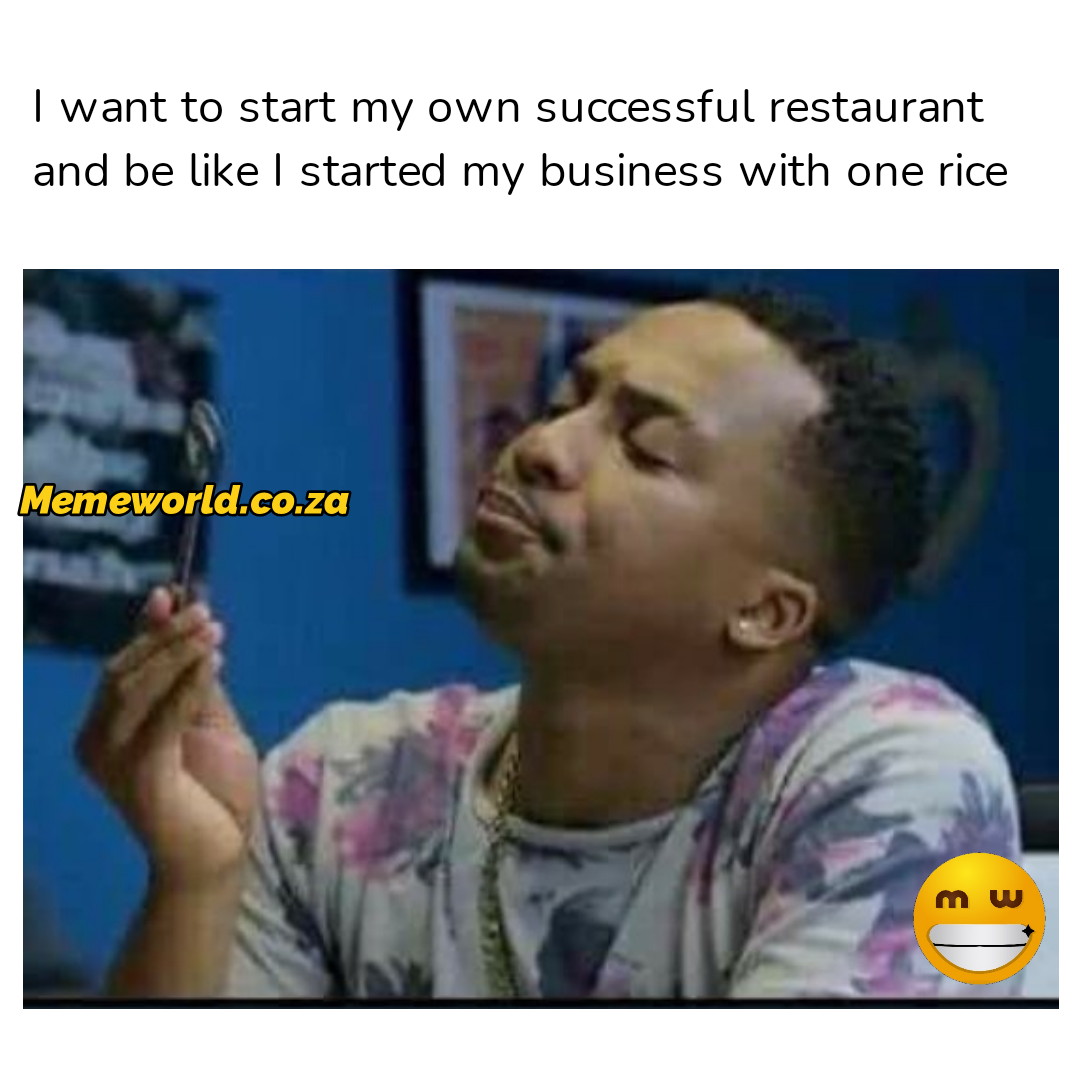 I want to start my own successful restaurant
and be like I started my business with one rice
Memeworld.co.za
m w